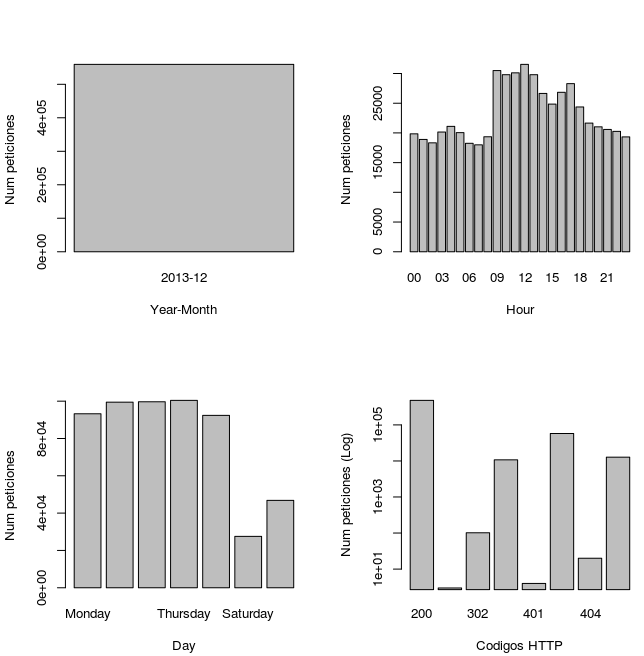 Num peticiones
0e+00 2e+05 4e+05
2013-12
Year-Month
Num peticiones
0 5000 15000 25000
00 03 06 09 12 15 18 21
Hour
Num peticiones
0e+00 4e+04 8e+04
Monday Thursday Saturday
Day
Num peticiones (Log)
1e+01 1e+03 1e+05
200 302 401 404
Codigos HTTP